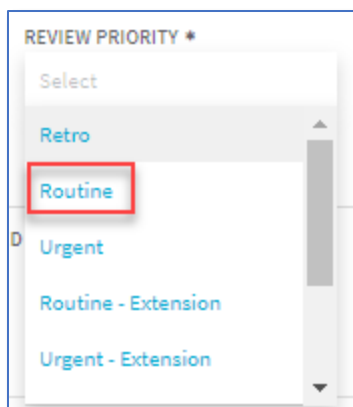 REVIEW PRIORITY *
Select
Retro
Routine
D
Urgent
Routine - Extension
Urgent - Extension